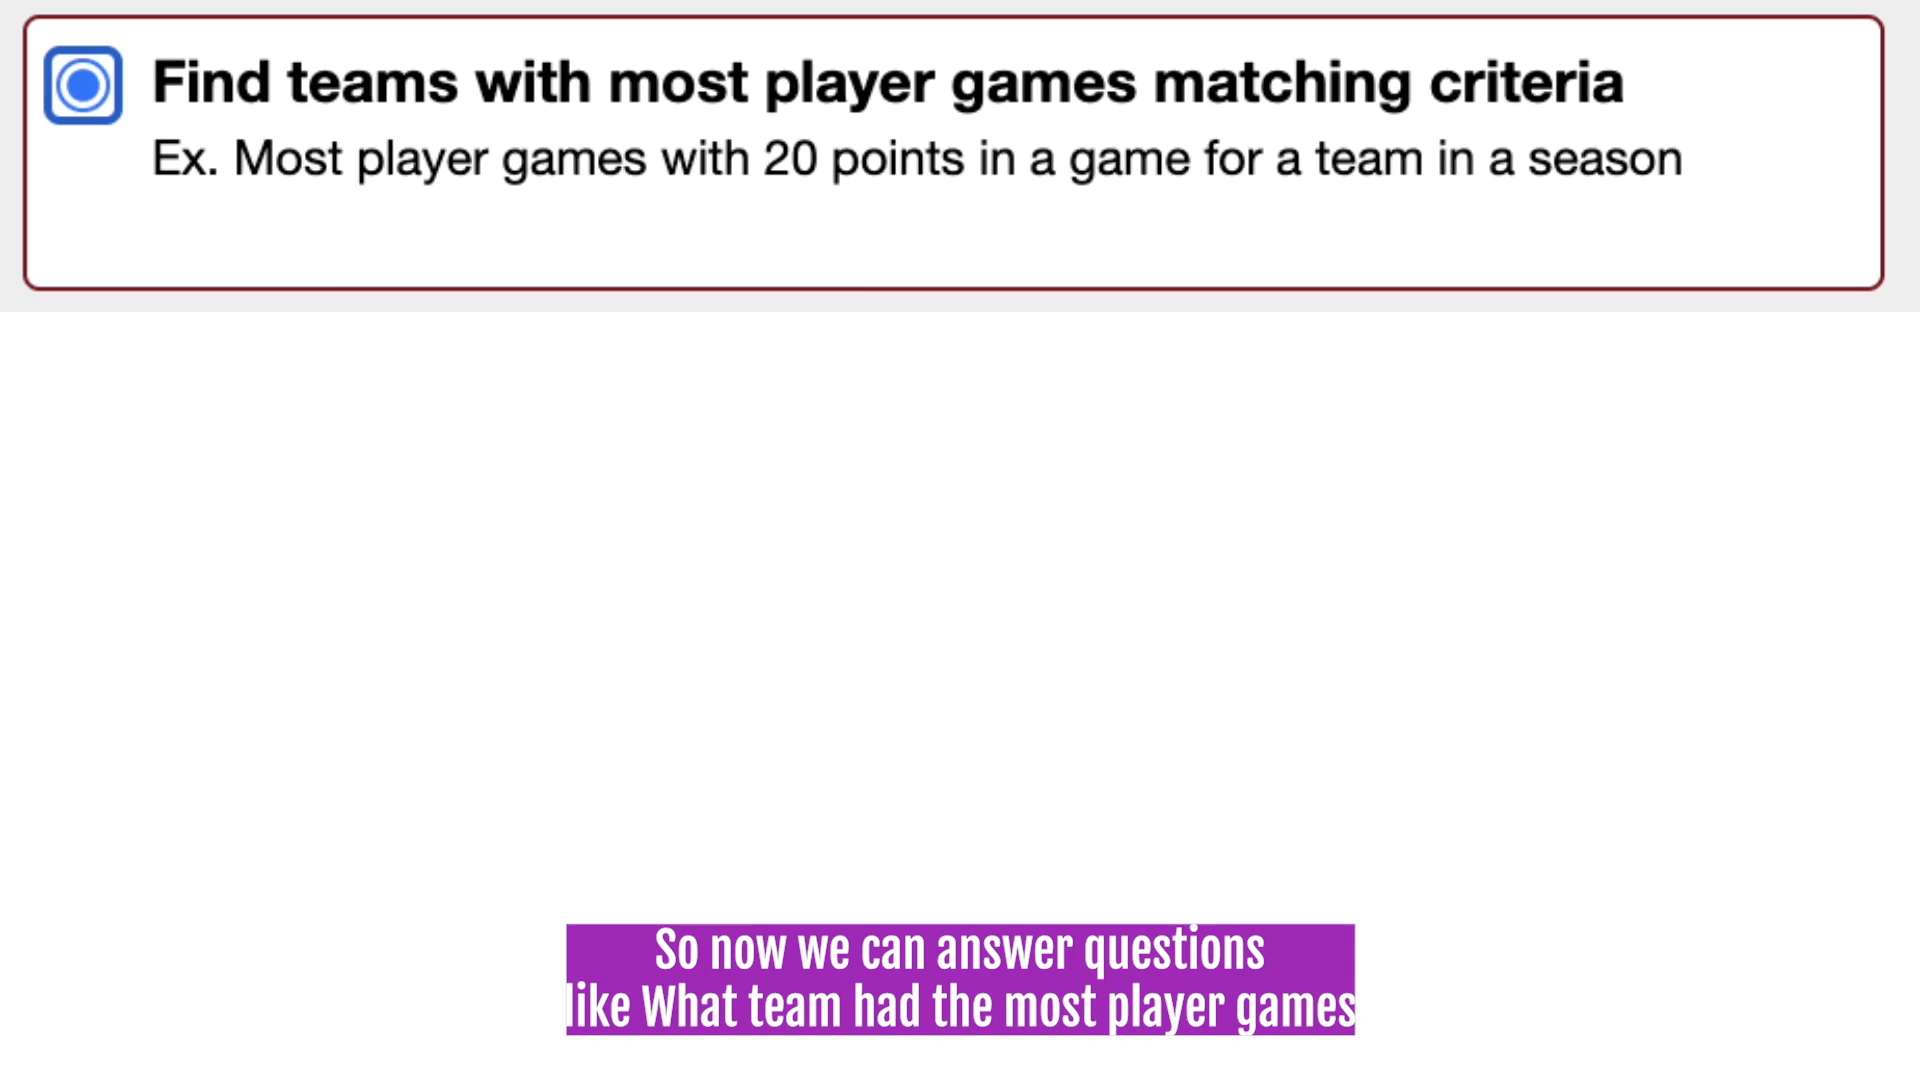 Find teams with most player games matching criteria
Ex. Most player games with 20 points in a game for a team in a season
So now we can answer questions
like What team had the most player games